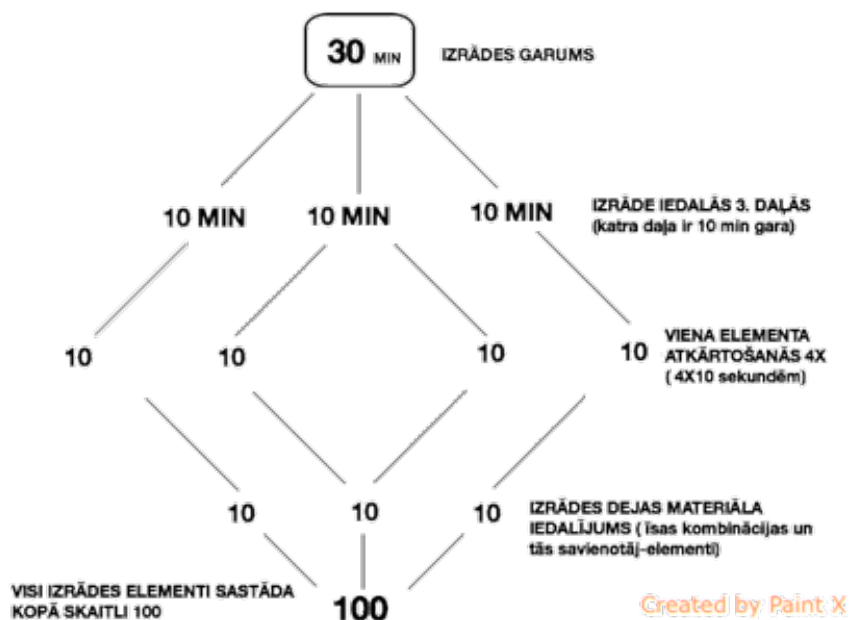 30 MIN IZRĀDES GARUMS
10 MIN 10 MIN 10 MIN IZRĀDE IEDALĀS 3. DAĻĀS
(katra daļa ir 10 min gara)
10 10 10 10 VIENA ELEMENTA
ATKĀRTOŠANĀS 4X
( 4X10 sekundēm)
10 10 10 IZRĀDES DEJAS MATERIĀLA
IEDALĪJUMS ( īsas kombinācijas un
tās savienotāj-elementi)
VISI IZRĀDES ELEMENTI SASTĀDA
KOPĀ SKAITLI 100
100
Created by Paint X